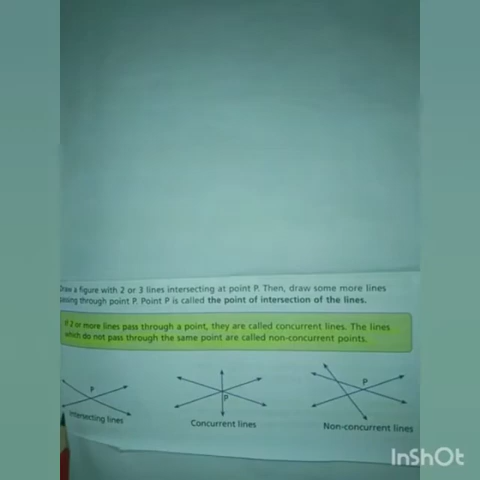 Draw a figure with 2 or 3 lines intersecting at point P. Then, draw some more lines
passing through point P. Point P is called the point of intersection of the lines.
If 2 or more lines pass through a point, they are called concurrent lines. The lines
which do not pass through the same point are called non-concurrent points.
P
P
P
Intersecting lines
Concurrent lines
Non-concurrent lines
InShOt